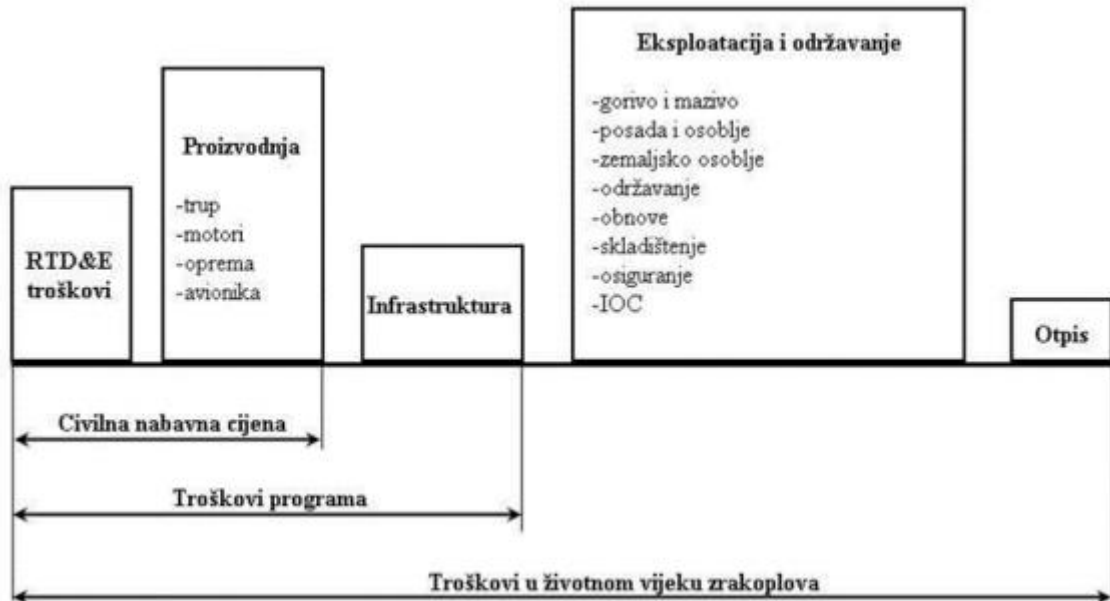 RTD&E
troškovi
Proizvodnja
-trup
-motori
-oprema
-avionika
Infrastruktura
Eksploatacija i održavanje
-gorivo i mazivo
-posada i osoblje
-zemaljsko osoblje
-održavanje
-obnove
-skladištenje
-osiguranje
-IOC
Otpis
Civilna nabavna cijena
Troškovi programa
Troškovi u životnom vijeku zrakoplova